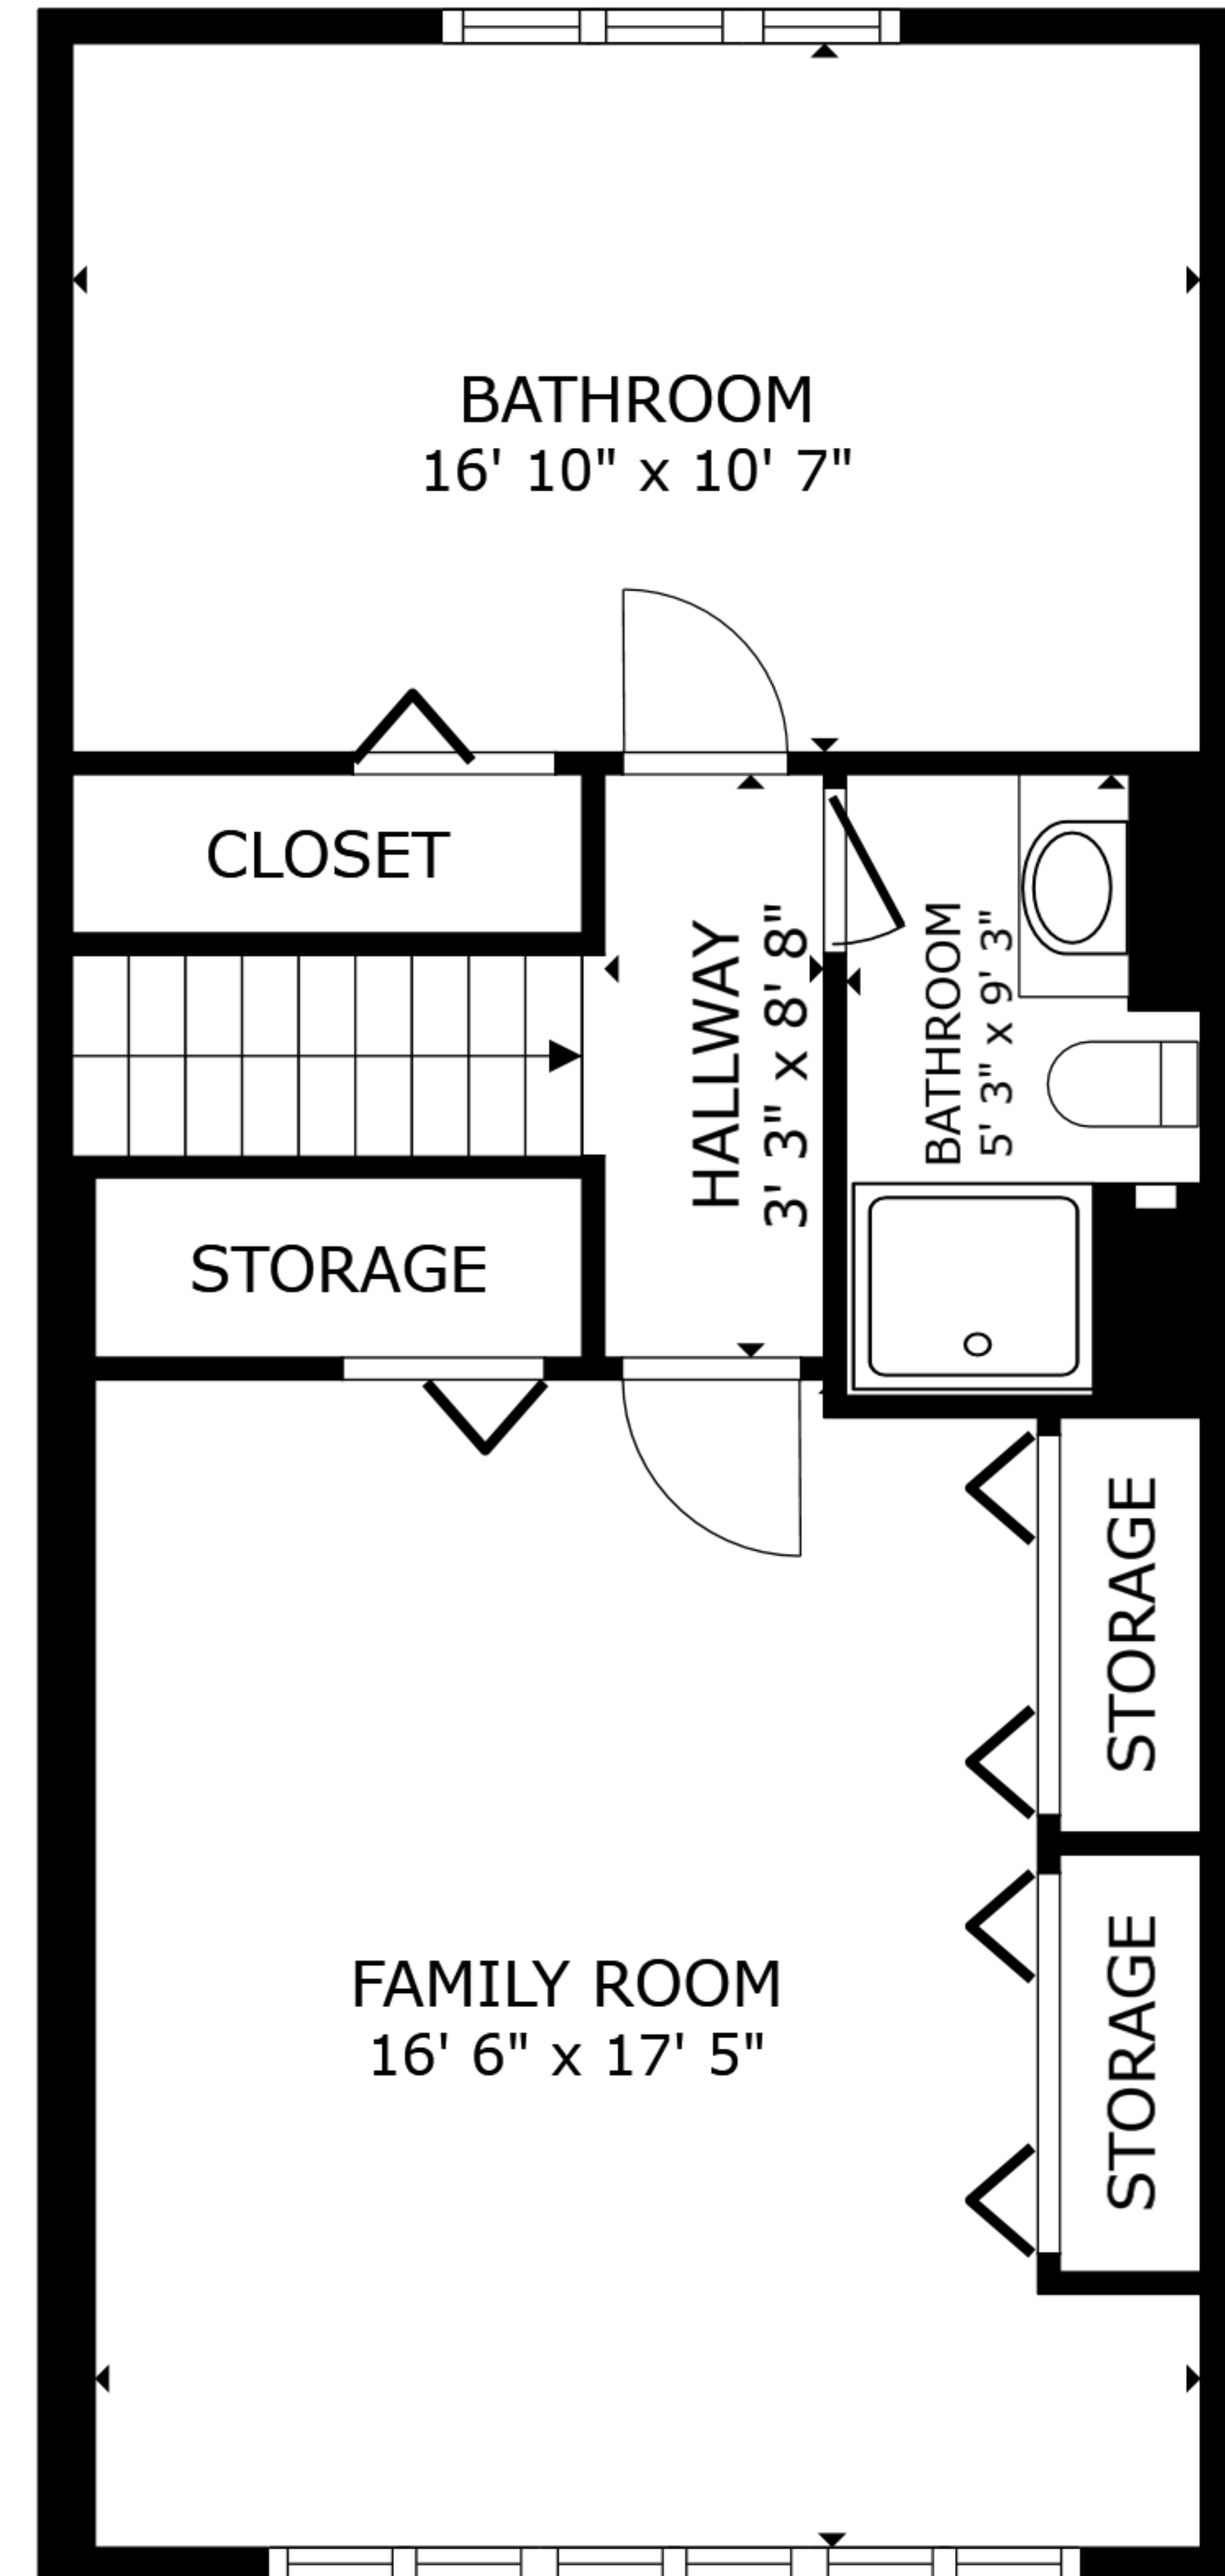 BATHROOM
16' 10" x 10' 7"
CLOSET
HALLWAY
3' 3" x 8' 8"
BATHROOM
5' 3" x 9' 3"
STORAGE
STORAGE
FAMILY ROOM
16' 6" x 17' 5"
STORAGE